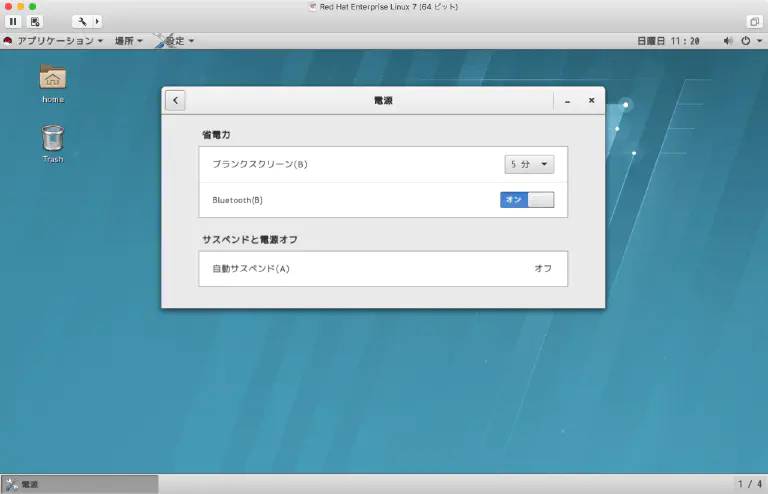 Red Hat Enterprise Linux 7 (64 ビット)
アプリケーション 場所 設定 日曜日 11：20
home
Trash
電源
省電力
ブランクスクリーン(B) 5 分
Bluetooth(B) オン
サスペンドと電源オフ
自動サスペンド(A) オフ
電源 1 / 4